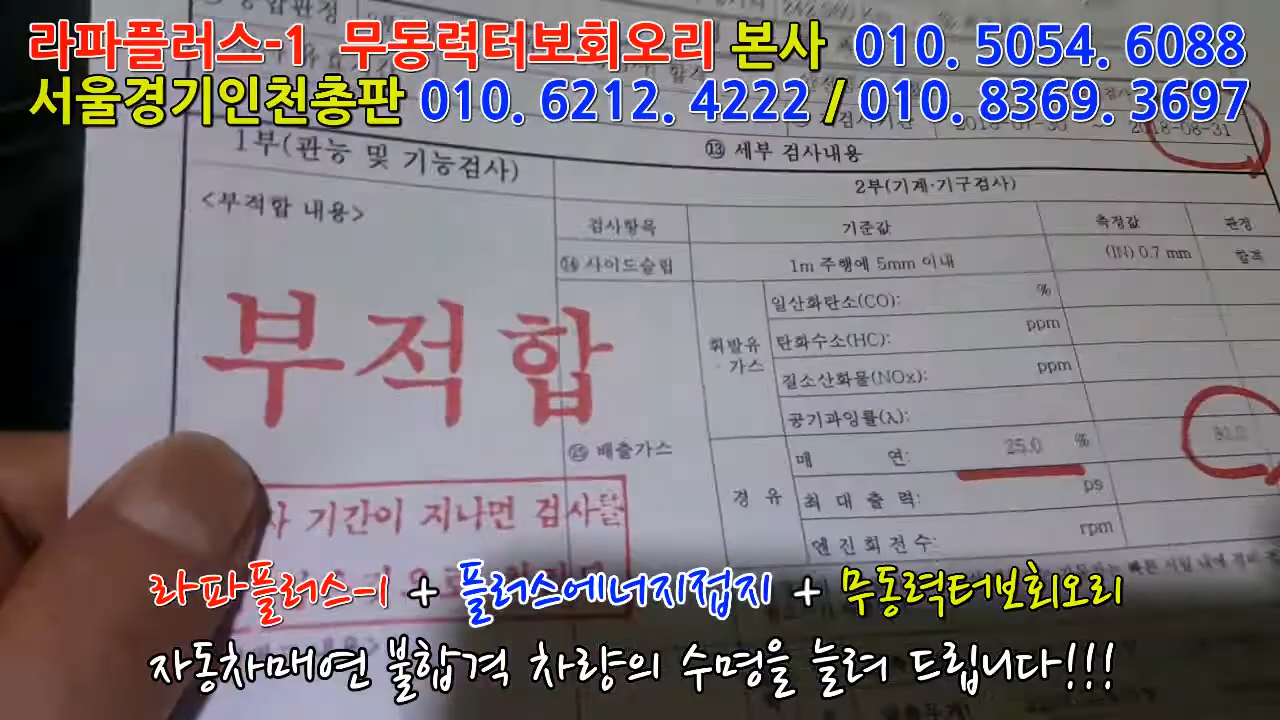 라파플러스-1 무동력터보회오리 본사 010. 5054. 6088
서울경기인천총판 010. 6212. 4222 / 010. 8369. 3697
2018-08-31
1부(관능 및 기능검사)
⑬ 세부 검사내용
<부적합 내용>
2부(기계·기구검사)
검사항목 기준값 측정값 판정
⑭ 사이드슬립 1m 주행에 5mm 이내 (IN) 0.7 mm 합격
부적합
⑮ 배출가스
휘발유·가스
일산화탄소(CO): %
탄화수소(HC): ppm
질소산화물(NOx): ppm
공기과잉률(λ):
경 유
매 연: 25.0 %
최 대 출 력: ps
엔진회전수: rpm
기간이 지나면 검사를
라파플러스-1 + 플러스에너지접지 + 무동력터보회오리
자동차매연 불합격 차량의 수명을 늘려 드립니다!!!